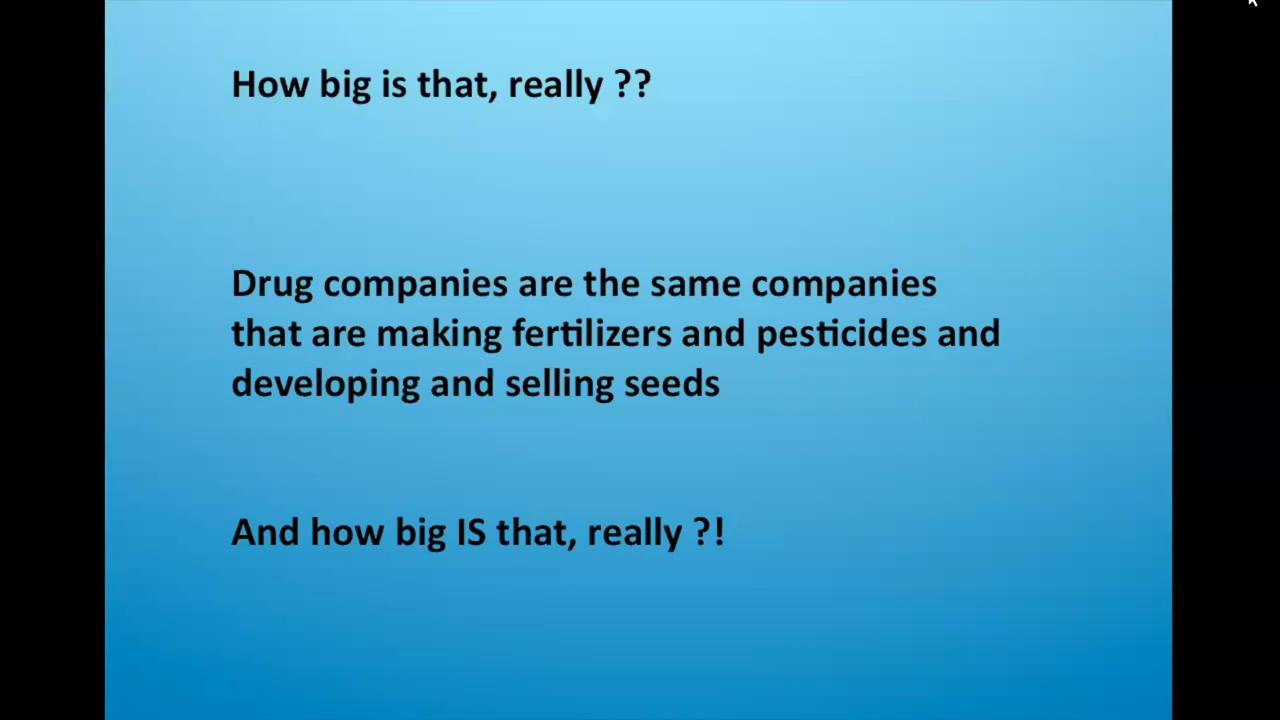 How big is that, really ??
Drug companies are the same companies
that are making fertilizers and pesticides and
developing and selling seeds
And how big IS that, really ?!